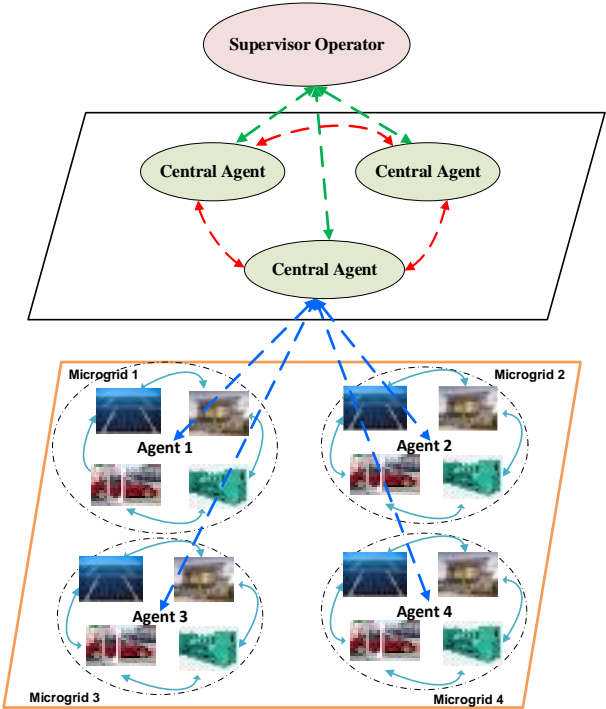 Supervisor Operator
Central Agent
Central Agent
Central Agent
Microgrid 1
Microgrid 2
Agent 1
Agent 2
Agent 3
Agent 4
Microgrid 3
Microgrid 4